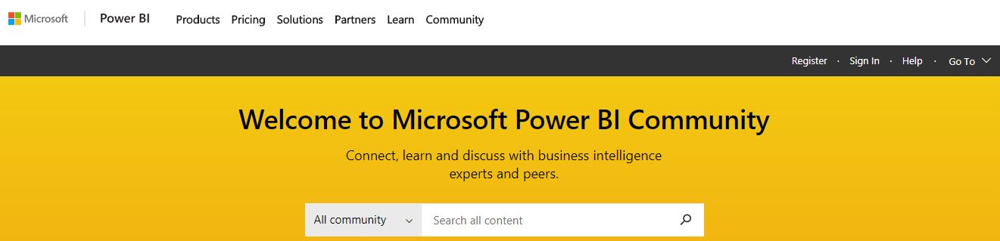 Microsoft Power BI Products Pricing Solutions Partners Learn Community
Register · Sign In · Help · Go To
Welcome to Microsoft Power BI Community
Connect, learn and discuss with business intelligence
experts and peers.
All community Search all content